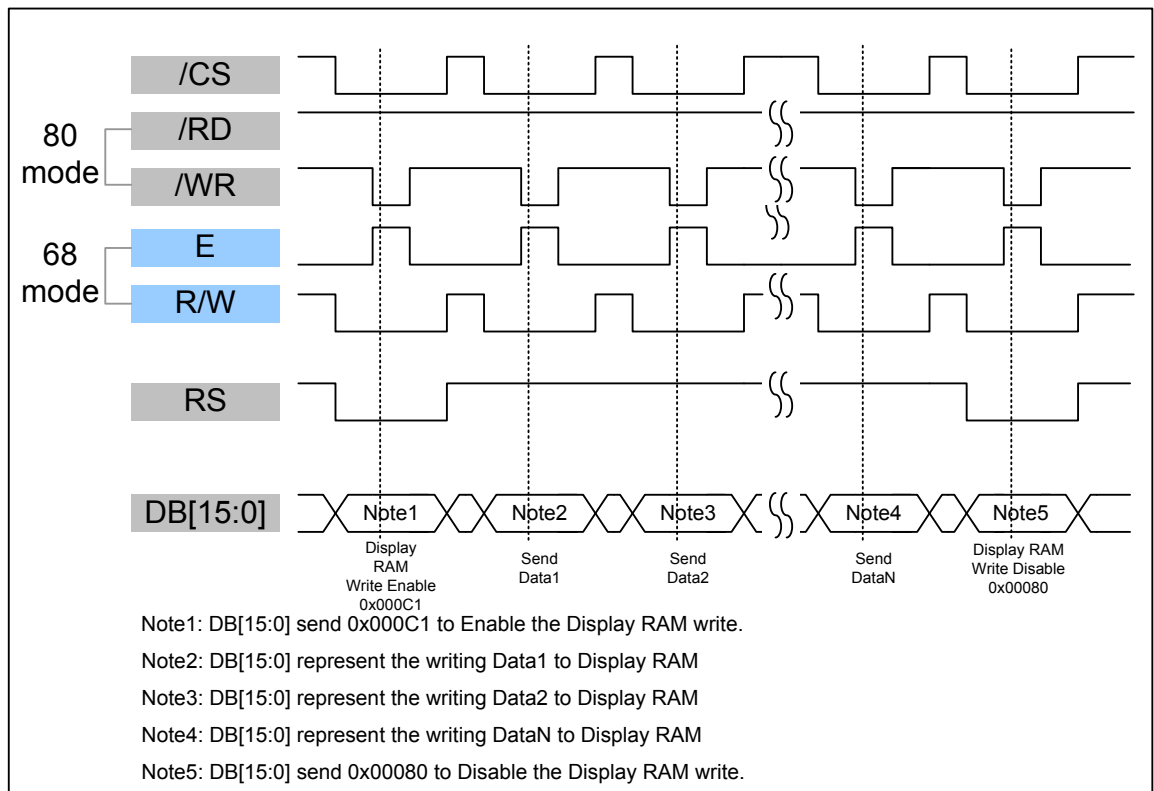 /CS
80
mode
/RD
/WR
68
mode
E
R/W
RS
DB[15:0]
Note1
Note2
Note3
Note4
Note5
Display
RAM
Write Enable
0x000C1
Send
Data1
Send
Data2
Send
DataN
Display RAM
Write Disable
0x00080
Note1: DB[15:0] send 0x000C1 to Enable the Display RAM write.
Note2: DB[15:0] represent the writing Data1 to Display RAM
Note3: DB[15:0] represent the writing Data2 to Display RAM
Note4: DB[15:0] represent the writing DataN to Display RAM
Note5: DB[15:0] send 0x00080 to Disable the Display RAM write.